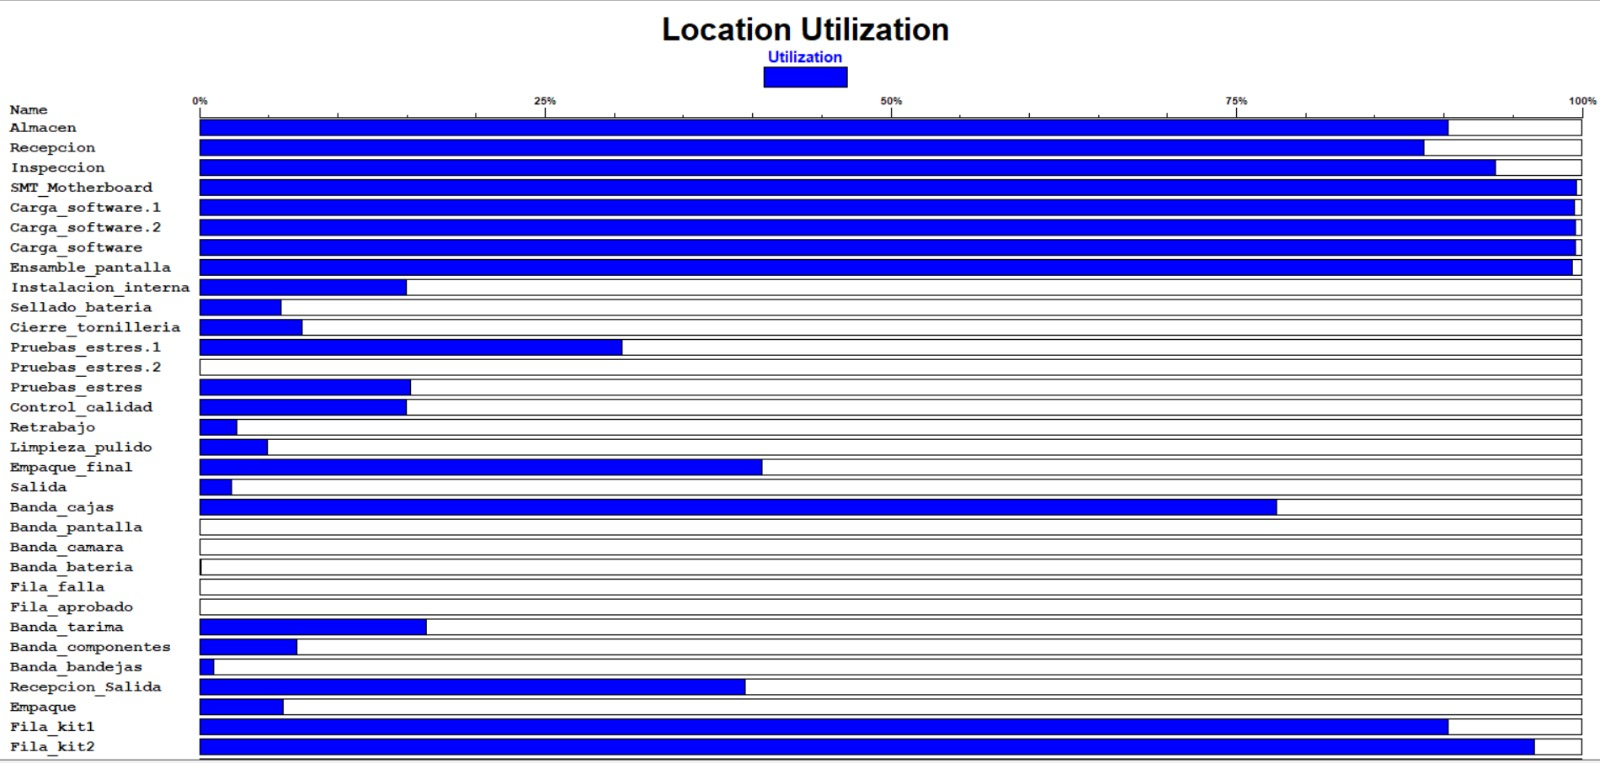 Location Utilization
Utilization
0% 25% 50% 75% 100%
Name
Almacen
Recepcion
Inspeccion
SMT_Motherboard
Carga_software.1
Carga_software.2
Carga_software
Ensamble_pantalla
Instalacion_interna
Sellado_bateria
Cierre_tornilleria
Pruebas_estres.1
Pruebas_estres.2
Pruebas_estres
Control_calidad
Retrabajo
Limpieza_pulido
Empaque_final
Salida
Banda_cajas
Banda_pantalla
Banda_camara
Banda_bateria
Fila_falla
Fila_aprobado
Banda_tarima
Banda_componentes
Banda_bandejas
Recepcion_Salida
Empaque
Fila_kit1
Fila_kit2